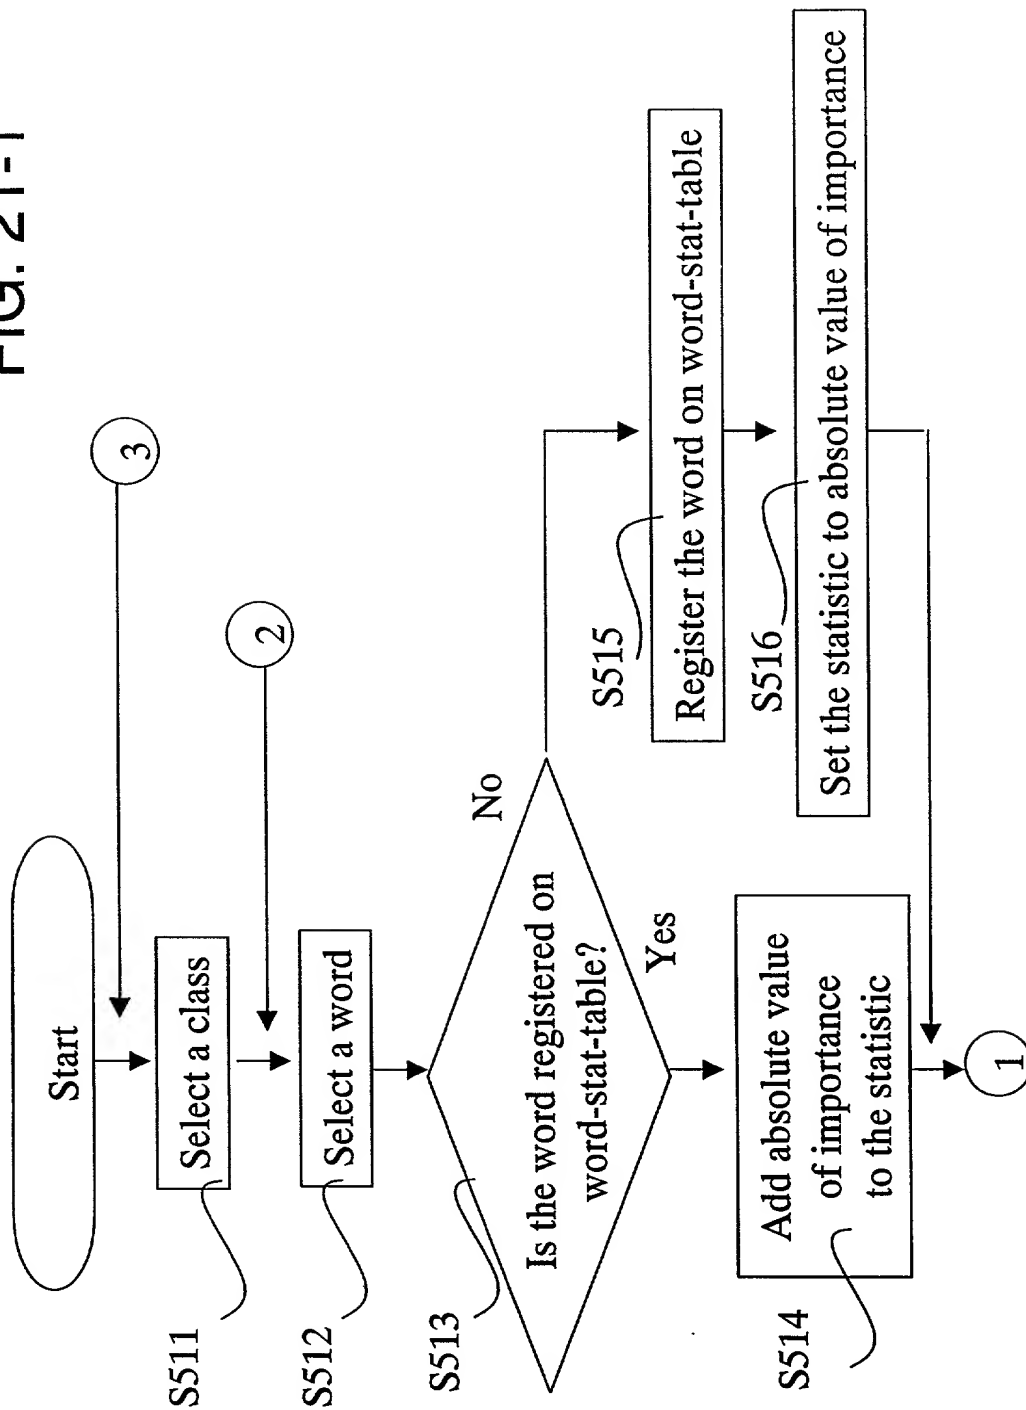 FIG. 21-1
Start
3
S511
Select a class
2
S512
Select a word
S513
Is the word registered on
word-stat-table?
No
Yes
S515
Register the word on word-stat-table
S516
Set the statistic to absolute value of importance
S514
Add absolute value
of importance
to the statistic
1